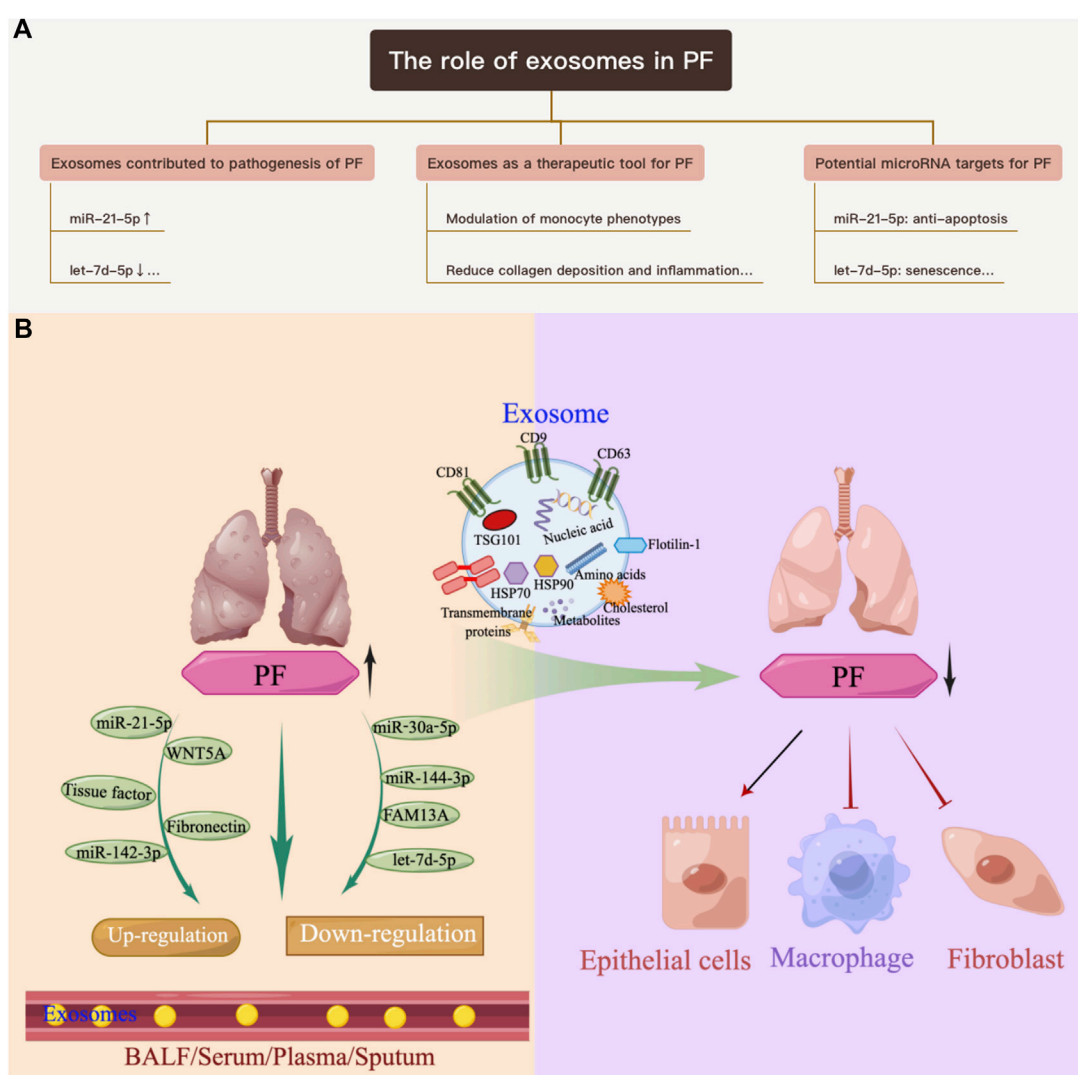 A
The role of exosomes in PF
Exosomes contributed to pathogenesis of PF
miR-21-5p↑
let-7d-5p↓...
Exosomes as a therapeutic tool for PF
Modulation of monocyte phenotypes
Reduce collagen deposition and inflammation...
Potential microRNA targets for PF
miR-21-5p: anti-apoptosis
let-7d-5p: senescence...
B
Exosome
CD9
CD81
CD63
TSG101
Nucleic acid
Flotilin-1
HSP70
HSP90
Amino acids
Cholesterol
Transmembrane
proteins
Metabolites
PF
miR-21-5p
WNT5A
Tissue factor
Fibronectin
miR-142-3p
miR-30a-5p
miR-144-3p
FAM13A
let-7d-5p
Up-regulation
Down-regulation
Exosomes
BALF/Serum/Plasma/Sputum
PF
Epithelial cells
Macrophage
Fibroblast